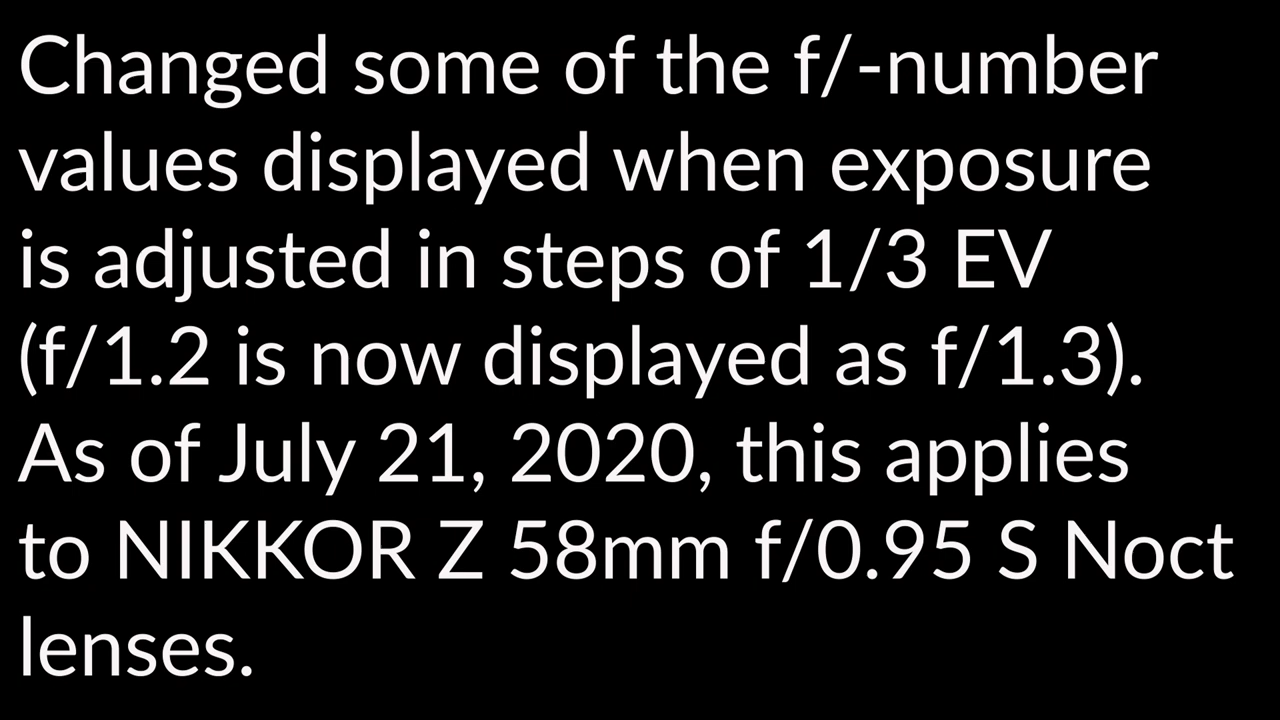 Changed some of the f/-number
values displayed when exposure
is adjusted in steps of 1/3 EV
(f/1.2 is now displayed as f/1.3).
As of July 21, 2020, this applies
to NIKKOR Z 58mm f/0.95 S Noct
lenses.